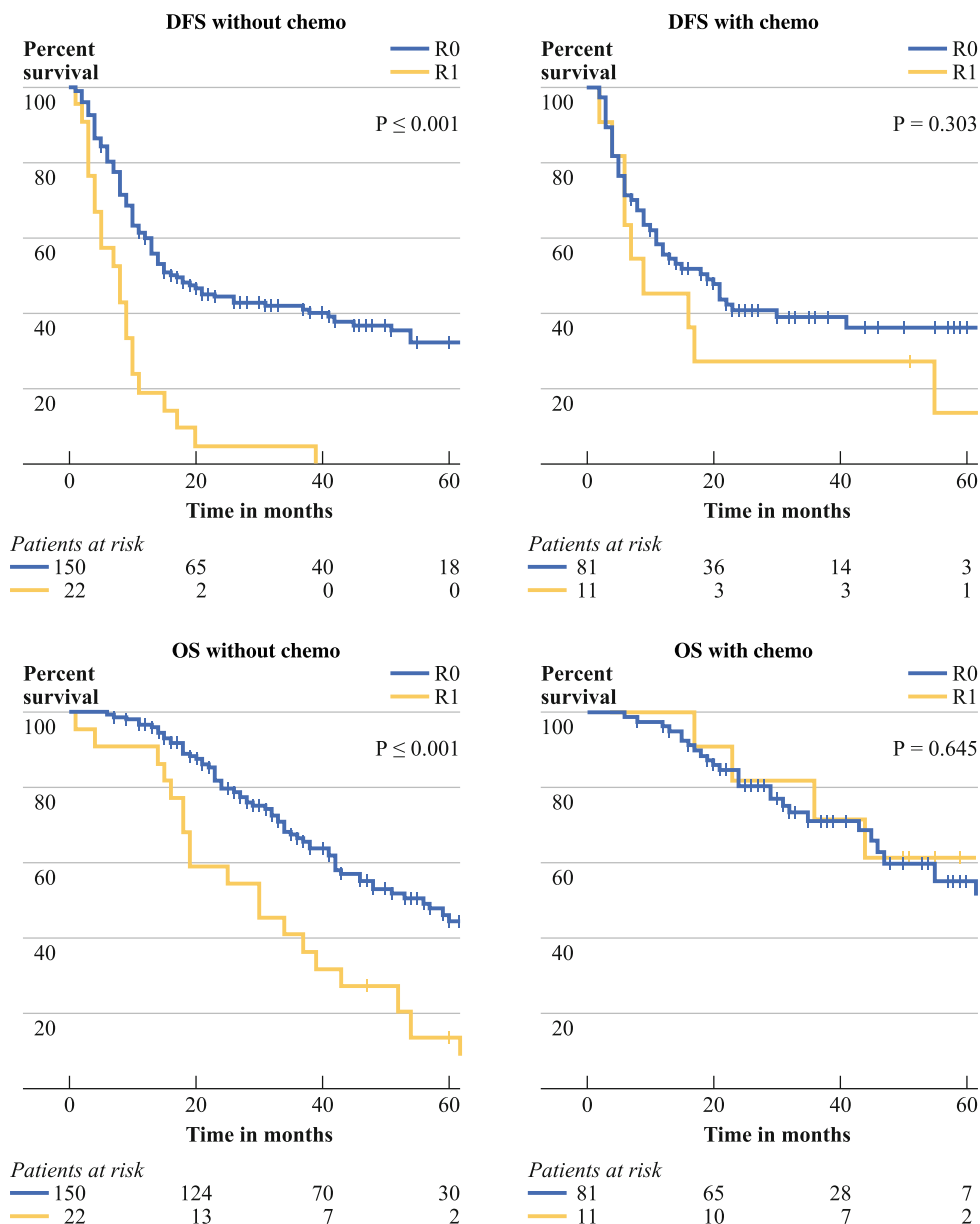 DFS without chemo
Percent survival
R0
R1
P ≤ 0.001
100
80
60
40
20
0 20 40 60
Time in months
Patients at risk
150 65 40 18
22 2 0 0
DFS with chemo
Percent survival
R0
R1
P = 0.303
100
80
60
40
20
0 20 40 60
Time in months
Patients at risk
81 36 14 3
11 3 3 1
OS without chemo
Percent survival
R0
R1
P ≤ 0.001
100
80
60
40
20
0 20 40 60
Time in months
Patients at risk
150 124 70 30
22 13 7 2
OS with chemo
Percent survival
R0
R1
P = 0.645
100
80
60
40
20
0 20 40 60
Time in months
Patients at risk
81 65 28 7
11 10 7 2